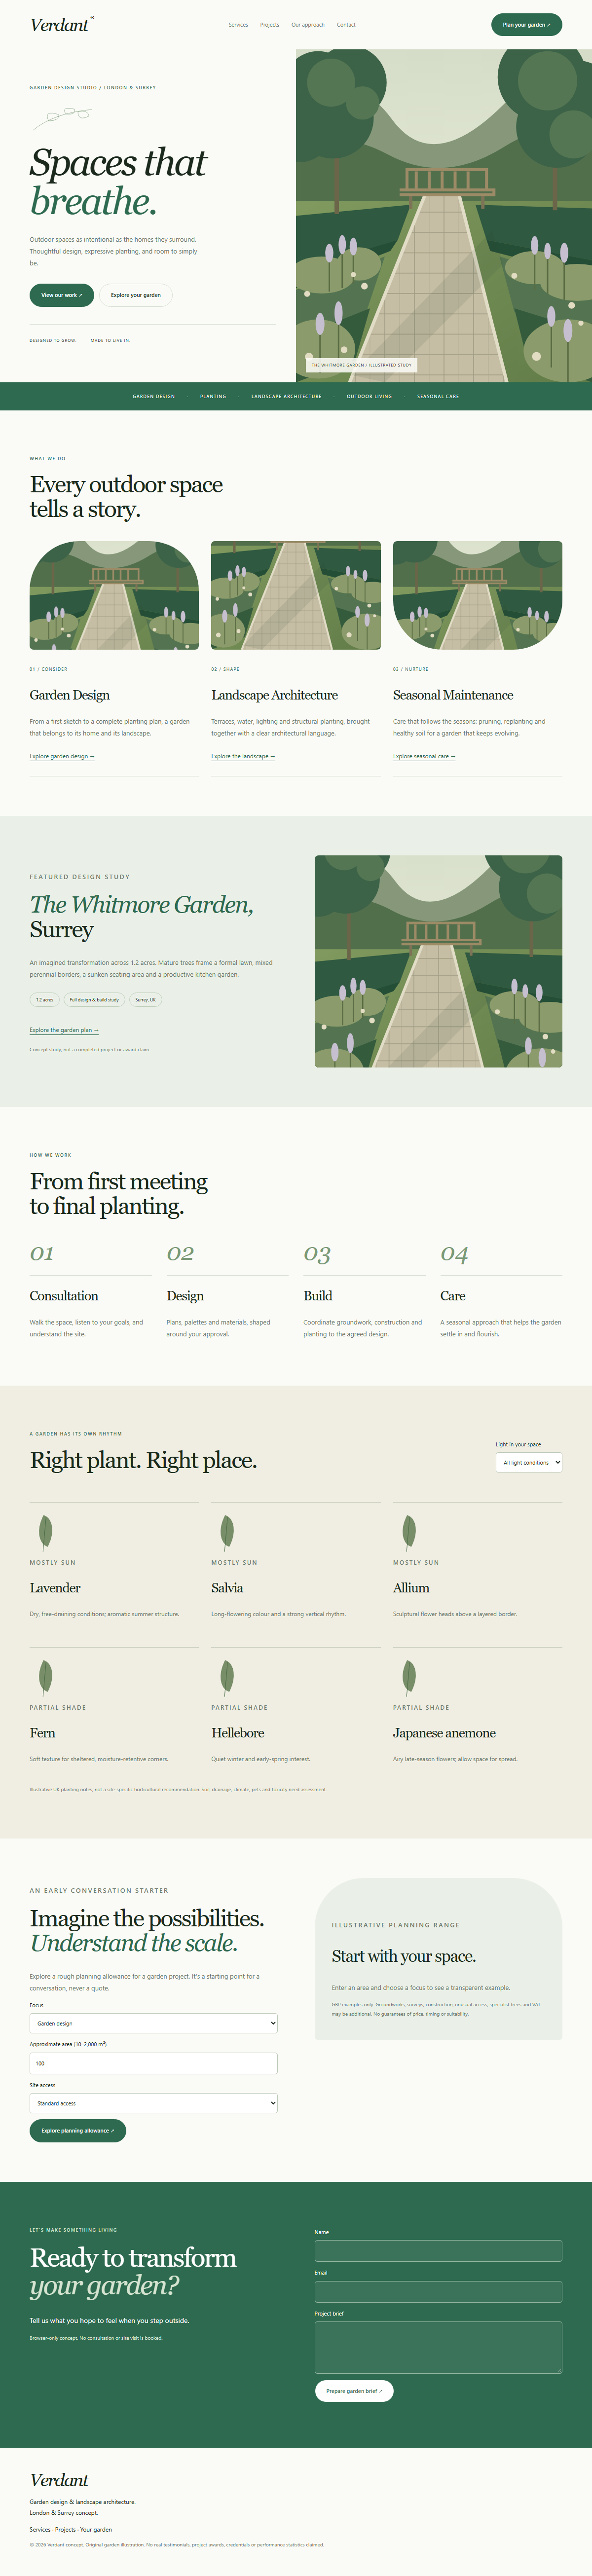 Verdant
Services Projects Our approach Contact
Plan your garden ↗
GARDEN DESIGN STUDIO / LONDON & SURREY
Spaces that
breathe.
Outdoor spaces as intentional as the homes they surround.
Thoughtful design, expressive planting, and room to simply
be.
View our work ↗ Explore your garden
DESIGNED TO GROW. MADE TO LIVE IN.
THE WHITMORE GARDEN / ILLUSTRATED STUDY
GARDEN DESIGN · PLANTING · LANDSCAPE ARCHITECTURE · OUTDOOR LIVING · SEASONAL CARE
WHAT WE DO
Every outdoor space
tells a story.
01 / CONSIDER
Garden Design
From a first sketch to a complete planting plan, a garden
that belongs to its home and its landscape.
Explore garden design →
02 / SHAPE
Landscape Architecture
Terraces, water, lighting and structural planting, brought
together with a clear architectural language.
Explore the landscape →
03 / NURTURE
Seasonal Maintenance
Care that follows the seasons: pruning, replanting and
healthy soil for a garden that keeps evolving.
Explore seasonal care →
FEATURED DESIGN STUDY
The Whitmore Garden,
Surrey
An imagined transformation across 1.2 acres. Mature trees frame a formal lawn, mixed
perennial borders, a sunken seating area and a productive kitchen garden.
1.2 acres Full design & build study Surrey, UK
Explore the garden plan →
Concept study, not a completed project or award claim.
HOW WE WORK
From first meeting
to final planting.
01
Consultation
Walk the space, listen to your goals, and
understand the site.
02
Design
Plans, palettes and materials, shaped
around your approval.
03
Build
Coordinate groundwork, construction and
planting to the agreed design.
04
Care
A seasonal approach that helps the garden
settle in and flourish.
A GARDEN HAS ITS OWN RHYTHM
Right plant. Right place.
Light in your space
All light conditions
MOSTLY SUN
Lavender
Dry, free-draining conditions; aromatic summer structure.
MOSTLY SUN
Salvia
Long-flowering colour and a strong vertical rhythm.
MOSTLY SUN
Allium
Sculptural flower heads above a layered border.
PARTIAL SHADE
Fern
Soft texture for sheltered, moisture-retentive corners.
PARTIAL SHADE
Hellebore
Quiet winter and early-spring interest.
PARTIAL SHADE
Japanese anemone
Airy late-season flowers; allow space for spread.
Illustrative UK planting notes, not a site-specific horticultural recommendation. Soil, drainage, climate, pets and toxicity need assessment.
AN EARLY CONVERSATION STARTER
Imagine the possibilities.
Understand the scale.
Explore a rough planning allowance for a garden project. It's a starting point for a
conversation, never a quote.
Focus
Garden design
Approximate area (10–2,000 m²)
100
Site access
Standard access
Explore planning allowance ↗
ILLUSTRATIVE PLANNING RANGE
Start with your space.
Enter an area and choose a focus to see a transparent example.
GBP examples only. Groundworks, surveys, construction, unusual access, specialist trees and VAT
may be additional. No guarantees of price, timing or suitability.
LET'S MAKE SOMETHING LIVING
Ready to transform
your garden?
Tell us what you hope to feel when you step outside.
Browser-only concept. No consultation or site visit is booked.
Name
Email
Project brief
Prepare garden brief ↗
Verdant
Garden design & landscape architecture.
London & Surrey concept.
Services · Projects · Your garden
© 2026 Verdant concept. Original garden illustration. No real testimonials, project awards, credentials or performance statistics claimed.